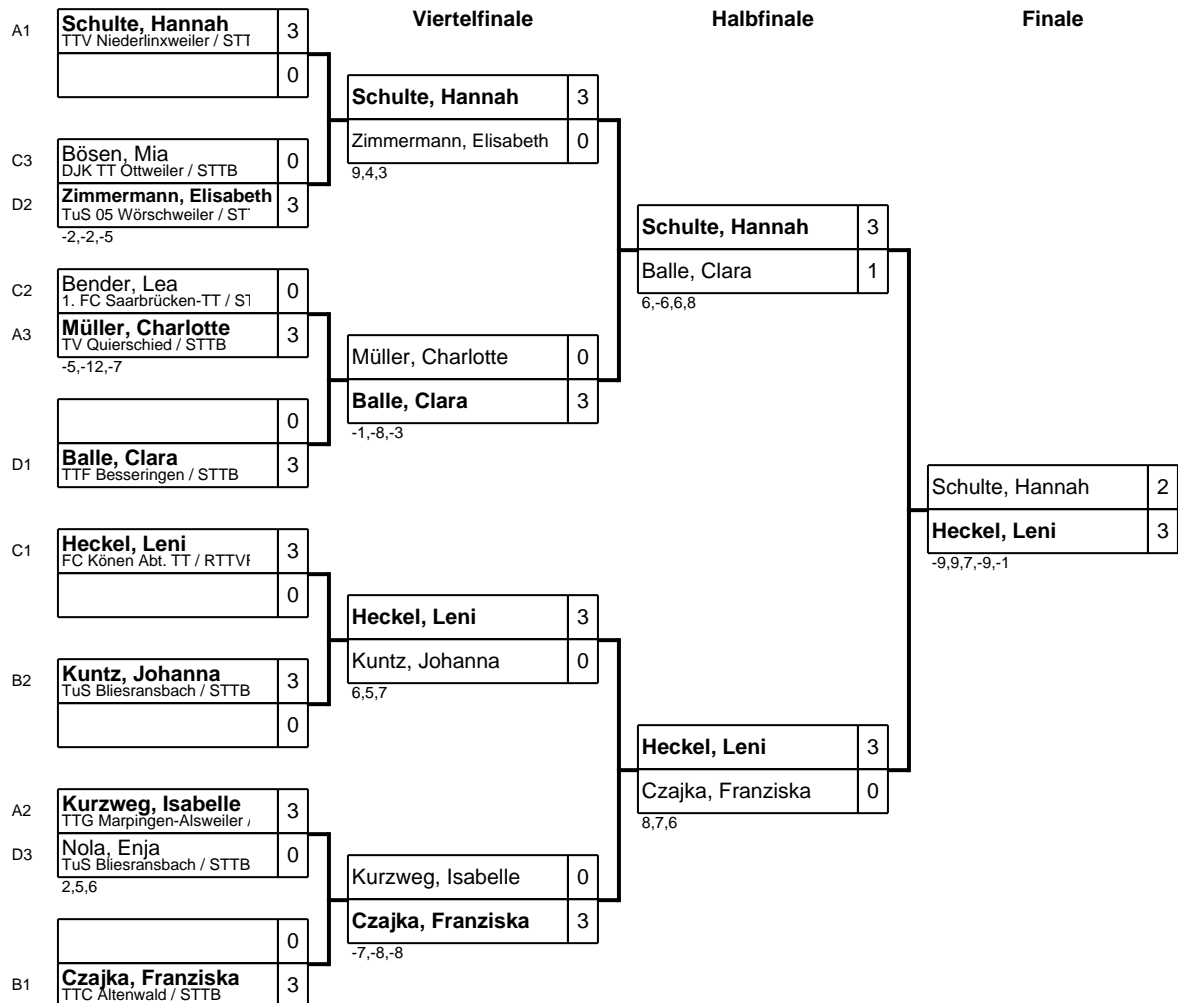 Viertelfinale
Halbfinale
Finale
A1
Schulte, Hannah
3
TTV Niederlinxweiler /
0
C3
Bösen, Mia
0
DJK TT Ottweiler / STTB
D2
Zimmermann, Elisabeth
3
TuS 05 Wörschweiler /
-2,-2,-5
C2
Bender, Lea
0
1. FC Saarbrücken-TT /
A3
Müller, Charlotte
3
TV Quierschied / STTB
-5,-12,-7
0
D1
Balle, Clara
3
TTF Besseringen / STTB
C1
Heckel, Leni
3
FC Könen Abt. TT /
0
B2
Kuntz, Johanna
3
TuS Bliesransbach / STTB
0
A2
Kurzweg, Isabelle
3
TTG Marpingen-Alsweiler /
D3
Nola, Enja
0
TuS Bliesransbach / STTB
2,5,6
0
B1
Czajka, Franziska
3
TTC Altenwald / STTB
Schulte, Hannah
3
Zimmermann, Elisabeth
0
9,4,3
Müller, Charlotte
0
Balle, Clara
3
-1,-8,-3
Heckel, Leni
3
Kuntz, Johanna
0
6,5,7
Kurzweg, Isabelle
0
Czajka, Franziska
3
-7,-8,-8
Schulte, Hannah
3
Balle, Clara
1
6,-6,6,8
Heckel, Leni
3
Czajka, Franziska
0
8,7,6
Schulte, Hannah
2
Heckel, Leni
3
-9,9,7,-9,-1